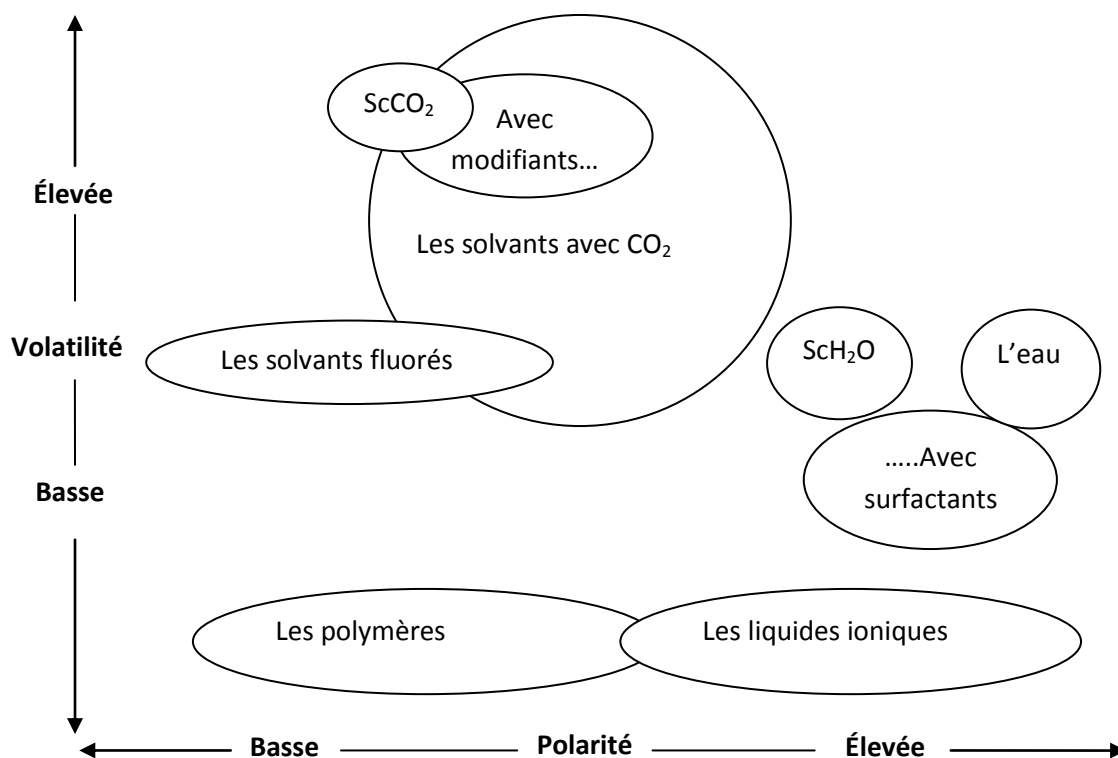 ScCO₂
Avec
modifiants...
Élevée
Les solvants avec CO₂
Volatilité
Les solvants fluorés
ScH₂O
L'eau
Basse
.....Avec
surfactants
Les polymères
Les liquides ioniques
Basse
Polarité
Élevée